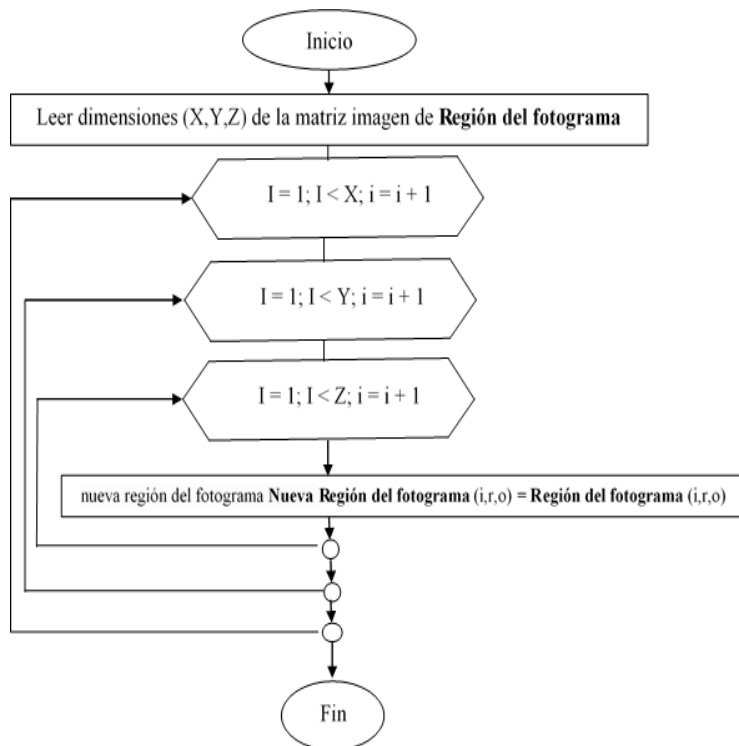 Inicio
Leer dimensiones (X,Y,Z) de la matriz imagen de Región del fotograma
I = 1; I < X; i = i + 1
I = 1; I < Y; i = i + 1
I = 1; I < Z; i = i + 1
nueva región del fotograma Nueva Región del fotograma (i,r,o) = Región del fotograma (i,r,o)
Fin